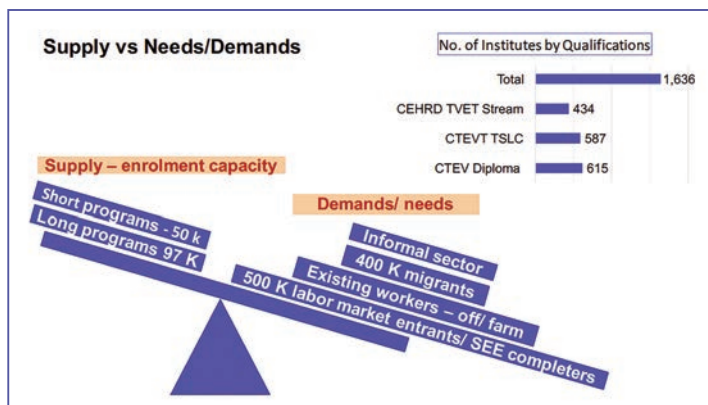 Supply vs Needs/Demands
No. of Institutes by Qualifications
Total 1,636
CEHRD TVET Stream 434
CTEVT TSLC 587
CTEV Diploma 615
Supply – enrolment capacity
Short programs - 50 k
Long programs 97 K
Demands/ needs
Informal sector
400 K migrants
Existing workers – off/ farm
500 K labor market entrants/ SEE completers